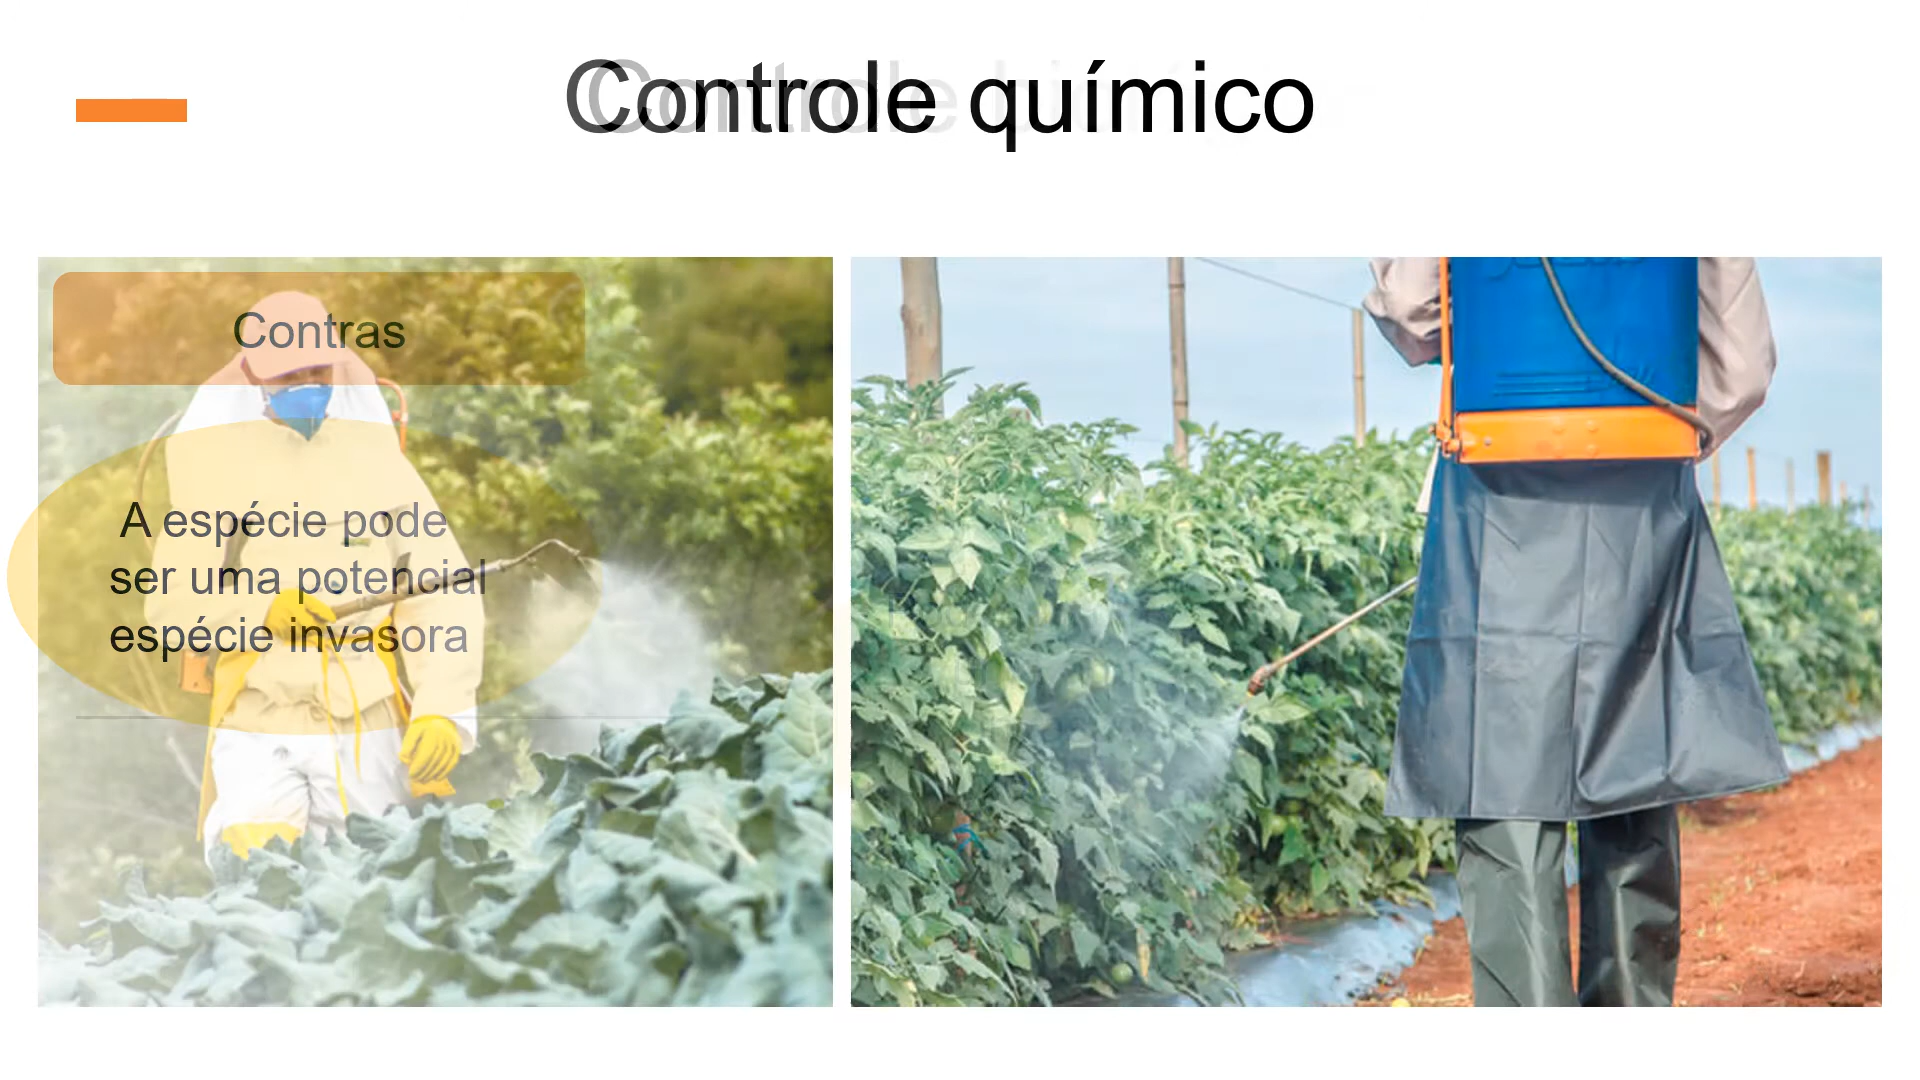 Controle químico
Contras
A espécie pode
ser uma potencial
espécie invasora